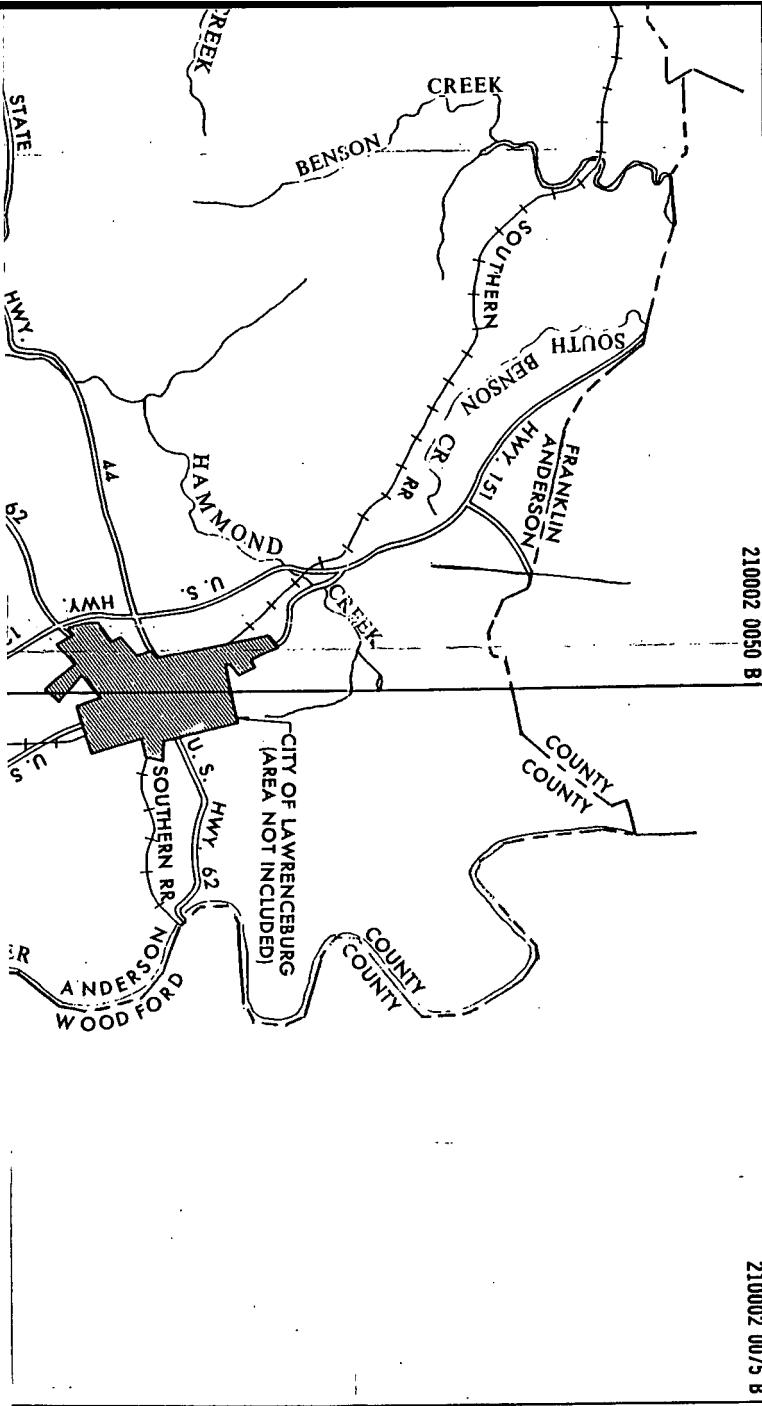 210002 0050 B
210002 0075 B
CREEK
CREEK
BENSON
STATE
HWY.
SOUTHERN
RR
SOUTH
BENSON
CR
HWY. 151
FRANKLIN
ANDERSON
44
62
HAMMOND
CREEK
U. S.
HWY.
COUNTY
COUNTY
CITY OF LAWRENCEBURG
(AREA NOT INCLUDED)
U. S. HWY 62
SOUTHERN RR
U. S
COUNTY
COUNTY
ANDERSON
WOODFORD
ER